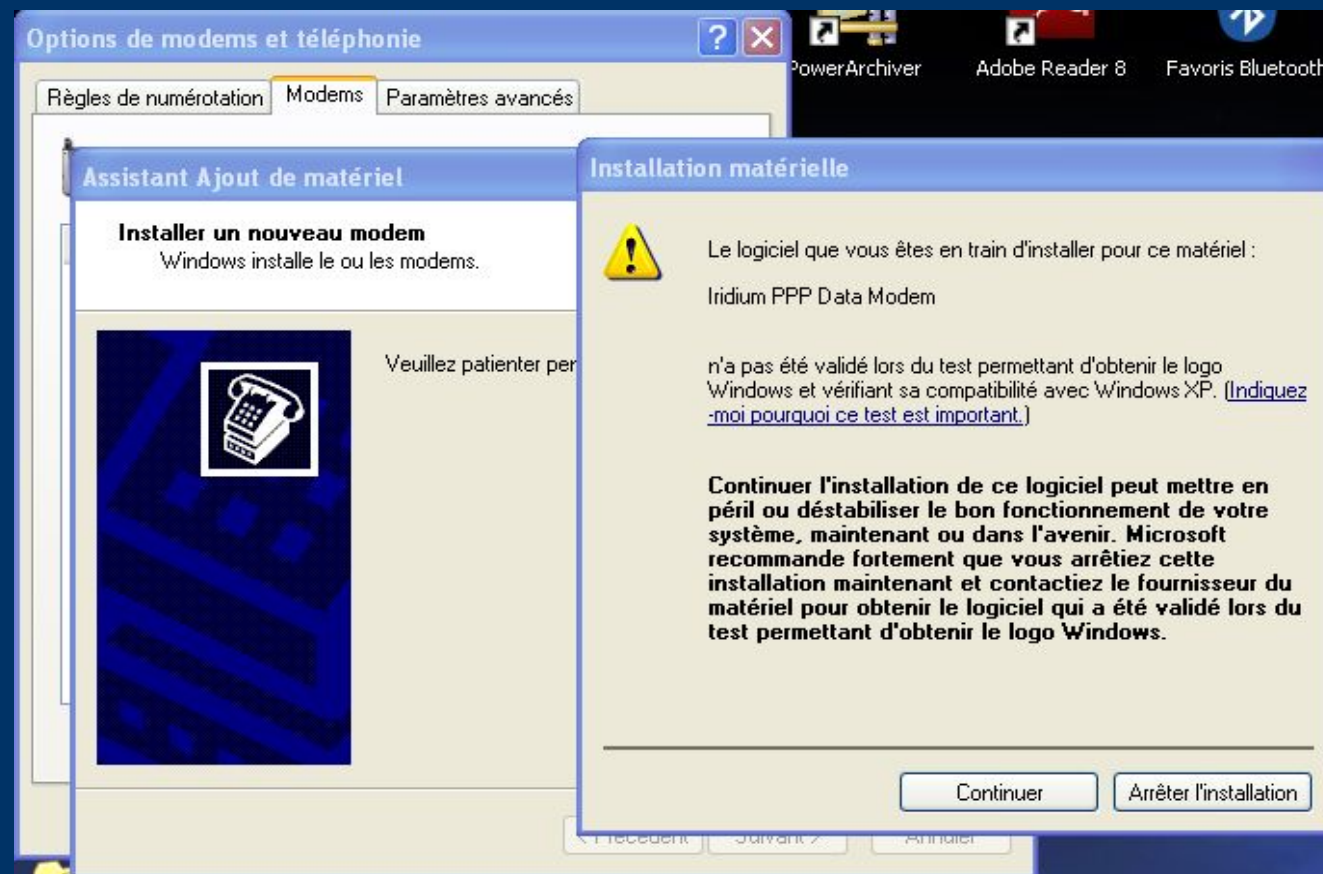 Options de modems et téléphonie
PowerArchiver
Adobe Reader 8
Favoris Bluetooth
Règles de numérotation
Modems
Paramètres avancés
Assistant Ajout de matériel
Installer un nouveau modem
Windows installe le ou les modems.
Veuillez patienter
Installation matérielle
Le logiciel que vous êtes en train d'installer pour ce matériel :
Iridium PPP Data Modem
n'a pas été validé lors du test permettant d'obtenir le logo
Windows et vérifiant sa compatibilité avec Windows XP. (Indiquez
-moi pourquoi ce test est important.)
Continuer l'installation de ce logiciel peut mettre en
péril ou déstabiliser le bon fonctionnement de votre
système, maintenant ou dans l'avenir. Microsoft
recommande fortement que vous arrêtiez cette
installation maintenant et contactiez le fournisseur du
matériel pour obtenir le logiciel qui a été validé lors du
test permettant d'obtenir le logo Windows.
Continuer
Arrêter l'installation
< Précédent
Suivant >
Annuler